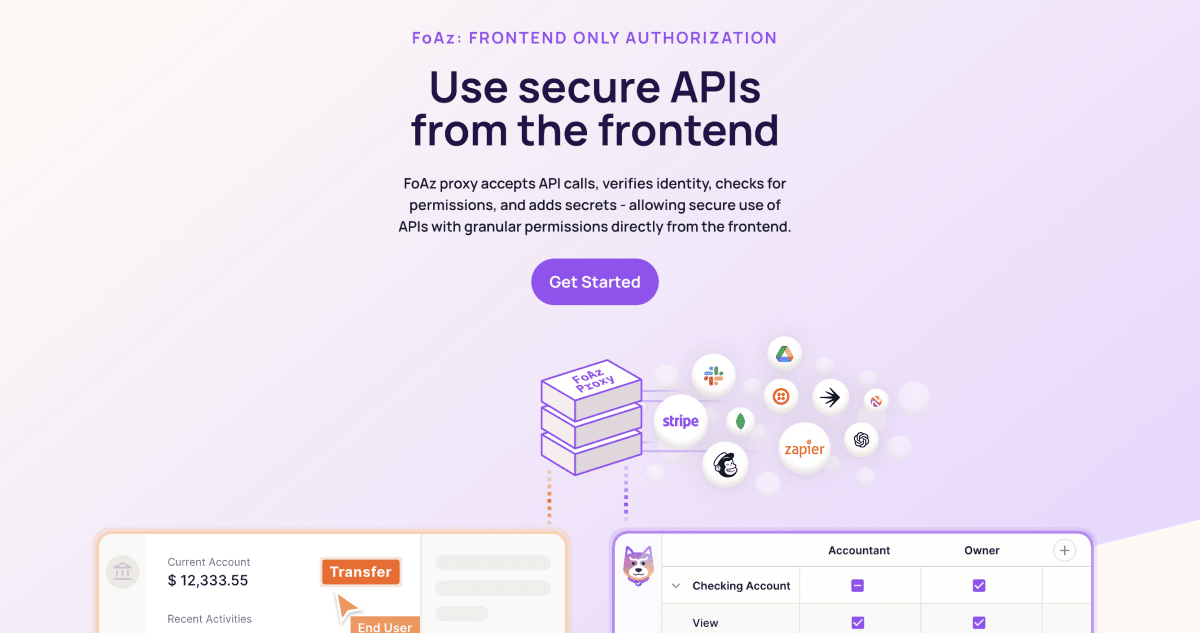 FoAz: FRONTEND ONLY AUTHORIZATION
Use secure APIs
from the frontend
FoAz proxy accepts API calls, verifies identity, checks for
permissions, and adds secrets - allowing secure use of
APIs with granular permissions directly from the frontend.
Get Started
FoAz
Proxy
stripe
zapier
Current Account
$ 12,333.55
Transfer
Recent Activities
End User
Accountant
Owner
Checking Account
View